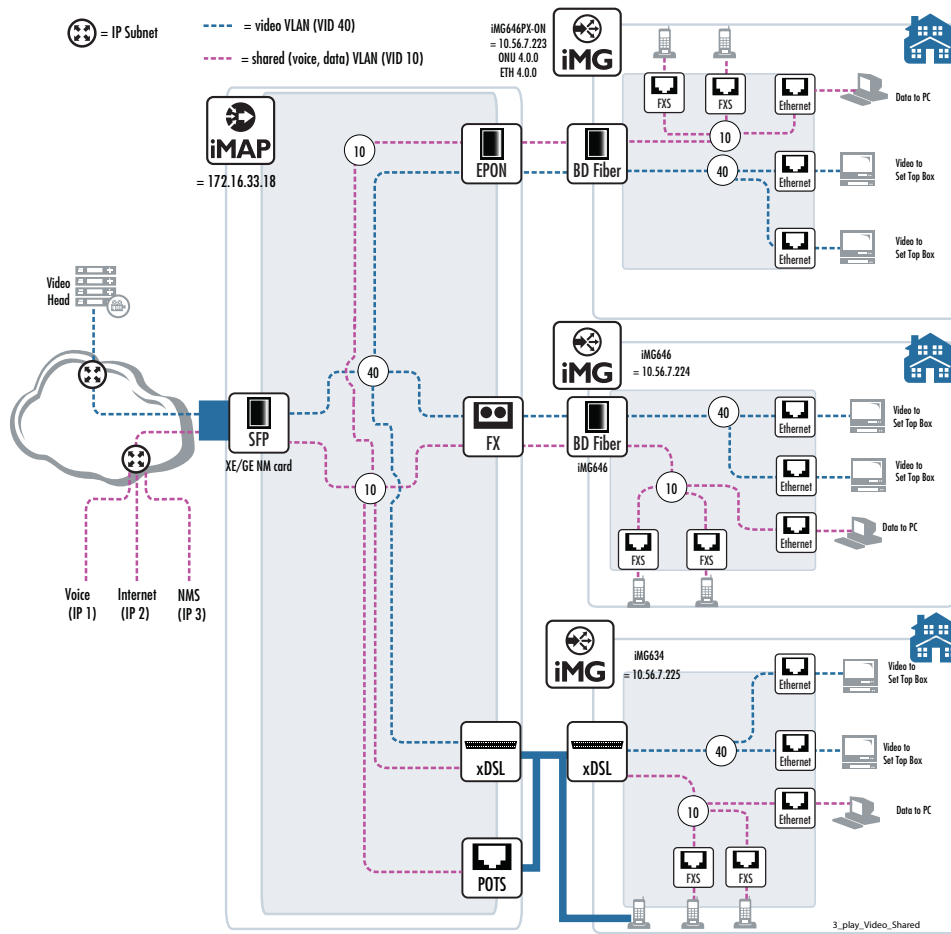 = IP Subnet
= video VLAN (VID 40)
= shared (voice, data) VLAN (VID 10)
iMAP
= 172.16.33.18
Video
Head
SFP
XE/GE NM card
Voice
(IP 1)
Internet
(IP 2)
NMS
(IP 3)
10
40
10
EPON
FX
xDSL
POTS
iMG646PX-ON
= 10.56.7.223
ONU 4.0.0
ETH 4.0.0
iMG
BD Fiber
FXS
FXS
Ethernet
Data to PC
10
40
Ethernet
Video to
Set Top Box
Ethernet
Video to
Set Top Box
iMG
iMG646
= 10.56.7.224
BD Fiber
iMG646
40
Ethernet
Video to
Set Top Box
Ethernet
Video to
Set Top Box
10
Ethernet
Data to PC
FXS
FXS
iMG
iMG634
= 10.56.7.225
xDSL
Ethernet
Video to
Set Top Box
40
Ethernet
Video to
Set Top Box
10
Ethernet
Data to PC
FXS
FXS
3_play_Video_Shared